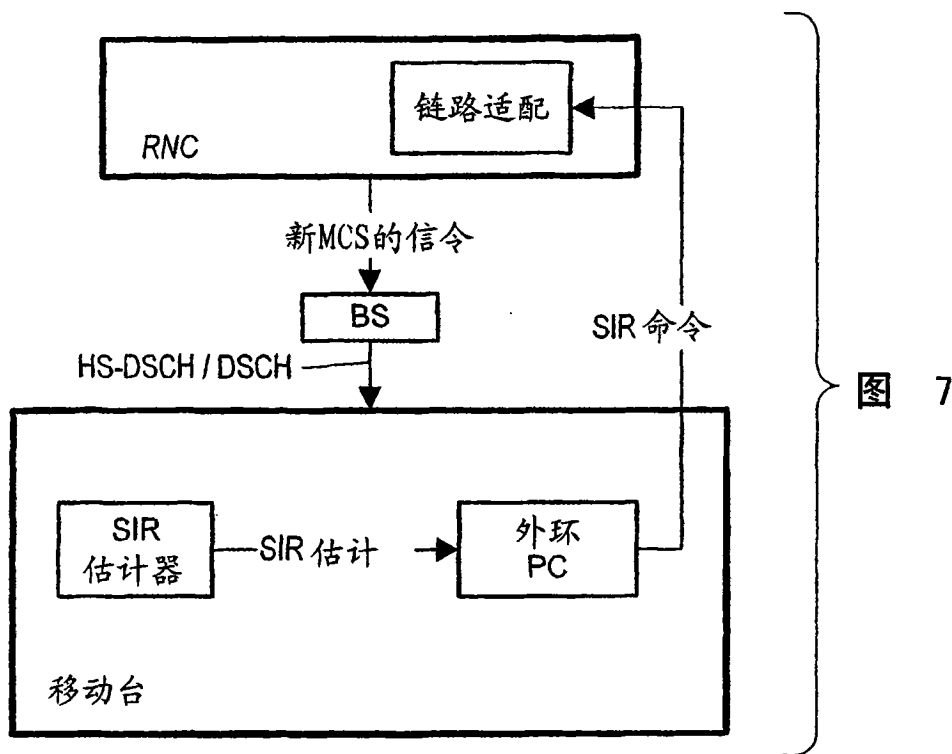 链路适配
RNC
新MCS的信令
BS
SIR 命令
HS-DSCH / DSCH
图 7
SIR
估计器
SIR 估计
外环
PC
移动台